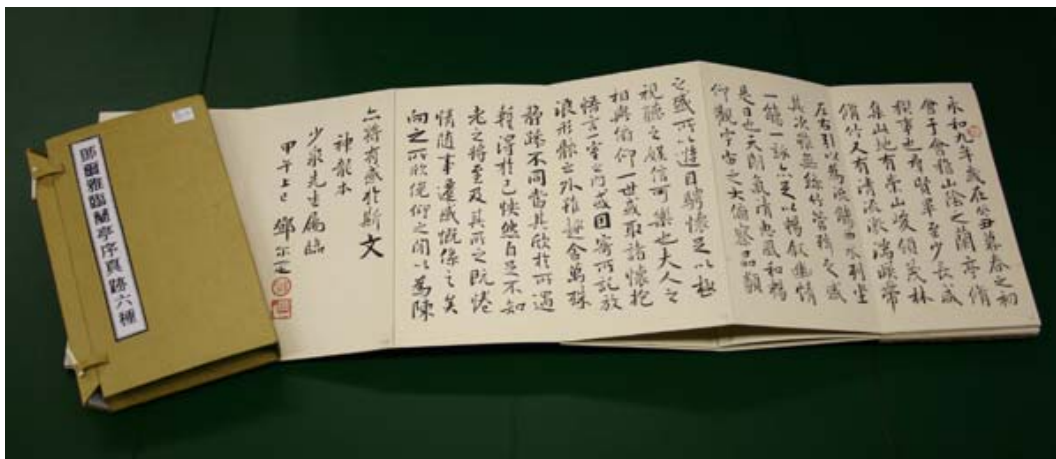 永和九年歲在癸丑暮春之初
會于會稽山陰之蘭亭脩
禊事也羣賢畢至少長咸
集此地有崇山峻領茂林
脩竹又有清流激湍暎帶
左右引以為流觴曲水列坐
其次雖無絲竹管弦之盛
一觴一詠亦足以暢敘幽情
是日也天朗氣清惠風和暢
仰觀宇宙之大俯察品類
之盛所以遊目騁懷足以極
視聽之娛信可樂也夫人之
相與俯仰一世或取諸懷抱
悟言一室之內或因寄所託放
浪形骸之外雖趣舍萬殊
靜躁不同當其欣於所遇
暫得於己快然自足不知
老之將至及其所之既倦
情隨事遷感慨係之矣
向之所欣俛仰之閒以為陳
亦將有感於斯文
神龍本
少泉先生屬臨
甲午上巳 鄧尔疋
鄧爾雅臨蘭亭序真跡六種